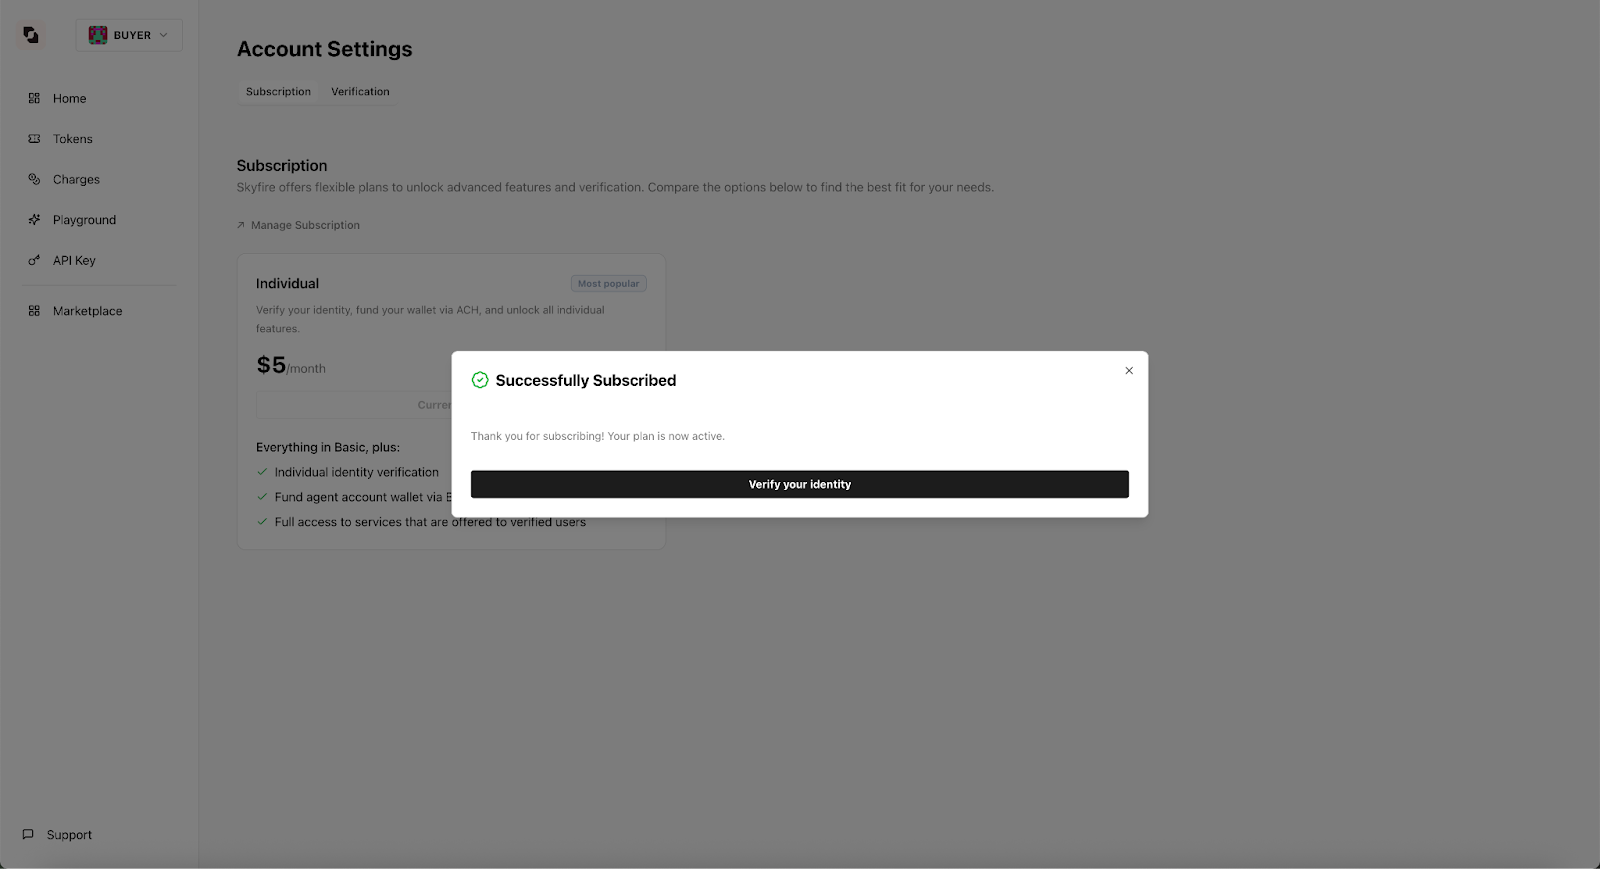 BUYER
Home
Tokens
Charges
Playground
API Key
Marketplace
Support
Account Settings
Subscription
Verification
Subscription
Skyfire offers flexible plans to unlock advanced features and verification. Compare the options below to find the best fit for your needs.
Manage Subscription
Individual
Most popular
Verify your identity, fund your wallet via ACH, and unlock all individual
features.
$5/month
Everything in Basic, plus:
Individual identity verification
Fund agent account wallet via
Full access to services that are offered to verified users
Successfully Subscribed
Thank you for subscribing! Your plan is now active.
Verify your identity